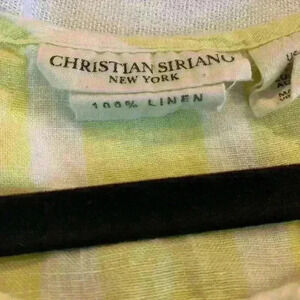 CHRISTIAN SIRIANO
NEW YORK
100% LINEN